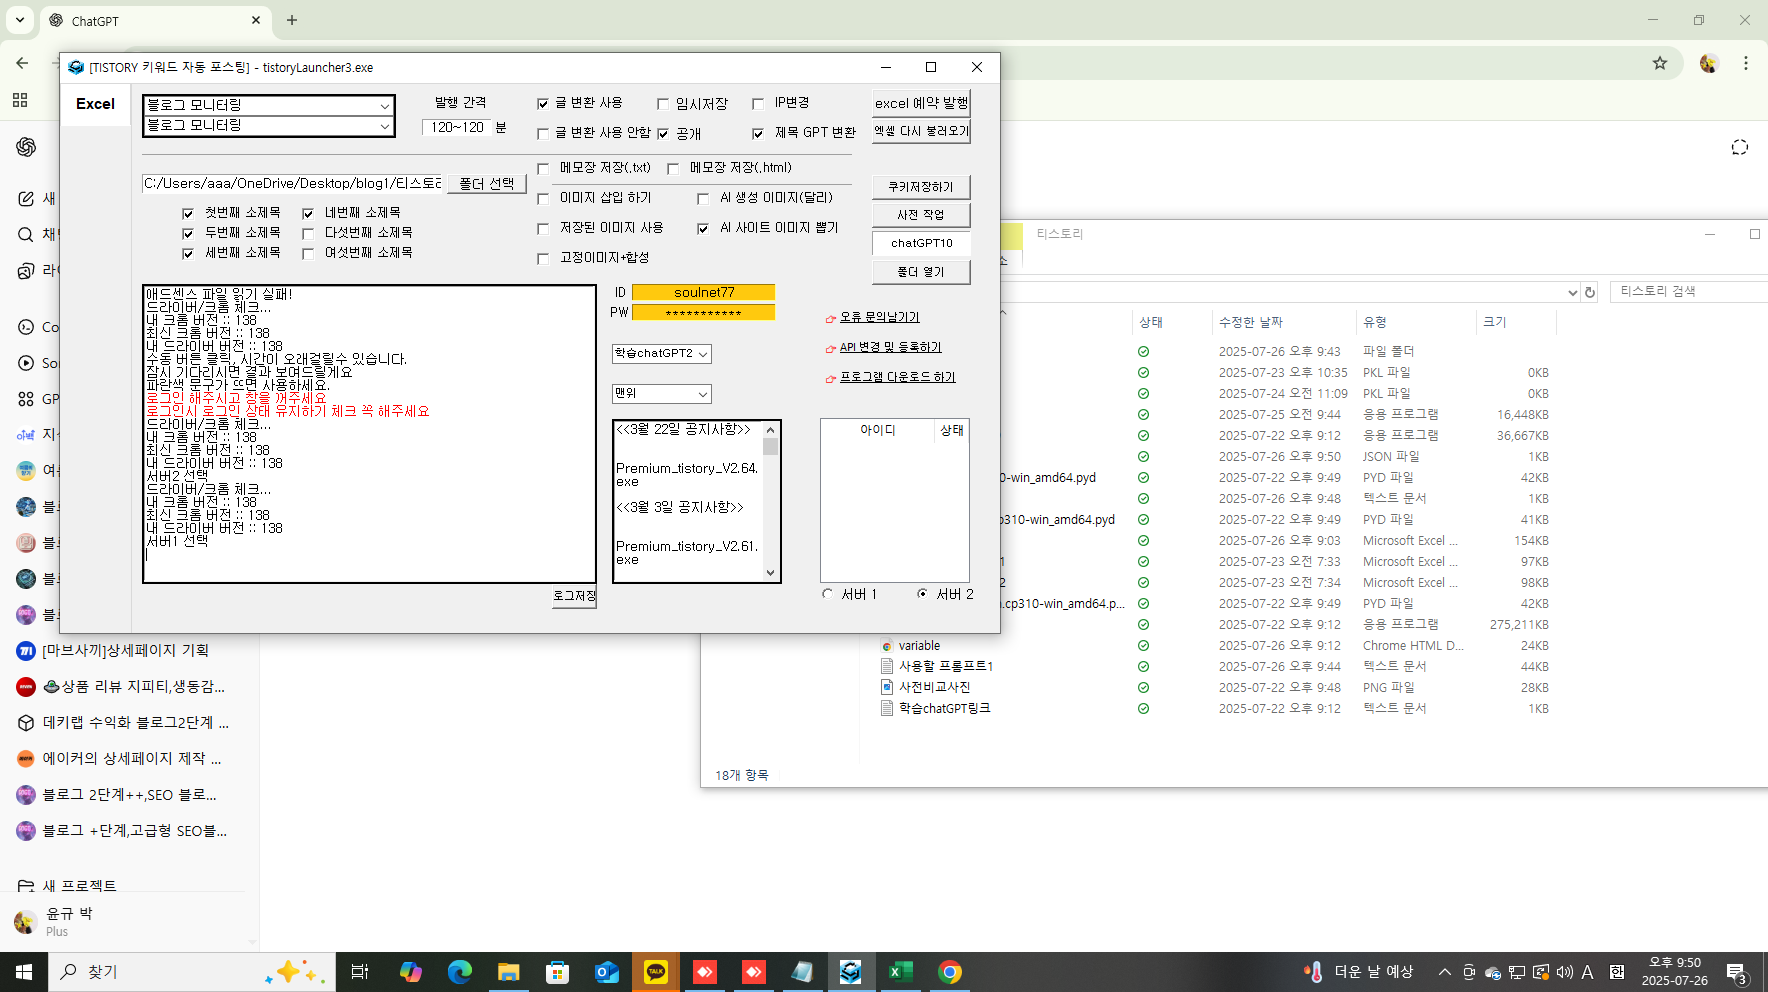 ChatGPT
[TISTORY 키워드 자동 포스팅] - tistoryLauncher3.exe
Excel
블로그 모니터링
블로그 모니터링
발행 간격
120~120 분
글 변환 사용
임시저장
IP변경
글 변환 사용 안함
공개
제목 GPT 변환
excel 예약 발행
엑셀 다시 불러오기
메모장 저장(.txt)
메모장 저장(.html)
C:/Users/aaa/OneDrive/Desktop/blog1/티스토리
폴더 선택
이미지 삽입 하기
AI 생성 이미지(달리)
저장된 이미지 사용
AI 사이트 이미지 뽑기
고정이미지+합성
첫번째 소제목
네번째 소제목
두번째 소제목
다섯번째 소제목
세번째 소제목
여섯번째 소제목
쿠키저장하기
사전 작업
chatGPT10
폴더 열기
애드센스 파일 읽기 실패!
드라이버/크롬 체크...
내 크롬 버전 :: 138
최신 크롬 버전 :: 138
내 드라이버 버전 :: 138
수동 버튼 클릭, 시간이 오래걸릴수 있습니다.
잠시 기다리시면 결과 보여드릴게요
파란색 문구가 뜨면 사용하세요.
로그인 해주시고 창을 꺼주세요
로그인시 로그인 상태 유지하기 체크 꼭 해주세요
드라이버/크롬 체크...
내 크롬 버전 :: 138
최신 크롬 버전 :: 138
내 드라이버 버전 :: 138
서버2 선택
드라이버/크롬 체크...
내 크롬 버전 :: 138
최신 크롬 버전 :: 138
내 드라이버 버전 :: 138
서버1 선택
로그저장
ID soulnet77
PW ***********
학습chatGPT2
맨위
오류 문의남기기
API 변경 및 등록하기
프로그램 다운로드 하기
<<3월 22일 공지사항>>
Premium_tistory_V2.64.
exe
<<3월 3일 공지사항>>
Premium_tistory_V2.61.
exe
아이디
상태
서버 1
서버 2
새
채
라이
Co
So
GP
지
여
블
블
블
블
[마브사끼]상세페이지 기획
상품 리뷰 지피티,생동감...
데키랩 수익화 블로그2단계 ...
에이커의 상세페이지 제작 ...
블로그 2단계++,SEO 블로...
블로그 +단계,고급형 SEO블...
새 프로젝트
윤규 박
Plus
티스토리
소
티스토리 검색
상태
수정한 날짜
유형
크기
2025-07-26 오후 9:43 파일 폴더
2025-07-23 오후 10:35 PKL 파일 0KB
2025-07-24 오전 11:09 PKL 파일 0KB
2025-07-25 오전 9:44 응용 프로그램 16,448KB
2025-07-22 오후 9:12 응용 프로그램 36,667KB
2025-07-26 오후 9:50 JSON 파일 1KB
0-win_amd64.pyd 2025-07-22 오후 9:49 PYD 파일 42KB
2025-07-26 오후 9:48 텍스트 문서 1KB
p310-win_amd64.pyd 2025-07-22 오후 9:49 PYD 파일 41KB
2025-07-26 오후 9:03 Microsoft Excel ... 154KB
1 2025-07-23 오전 7:33 Microsoft Excel ... 97KB
2 2025-07-23 오전 7:34 Microsoft Excel ... 98KB
.cp310-win_amd64.p... 2025-07-22 오후 9:49 PYD 파일 42KB
2025-07-22 오후 9:12 응용 프로그램 275,211KB
variable 2025-07-26 오후 9:12 Chrome HTML D... 24KB
사용할 프롬프트1 2025-07-26 오후 9:44 텍스트 문서 44KB
사전비교사진 2025-07-22 오후 9:48 PNG 파일 28KB
학습chatGPT링크 2025-07-22 오후 9:12 텍스트 문서 1KB
18개 항목
찾기
TALK
더운 날 예상
A
한
오후 9:50
2025-07-26
3